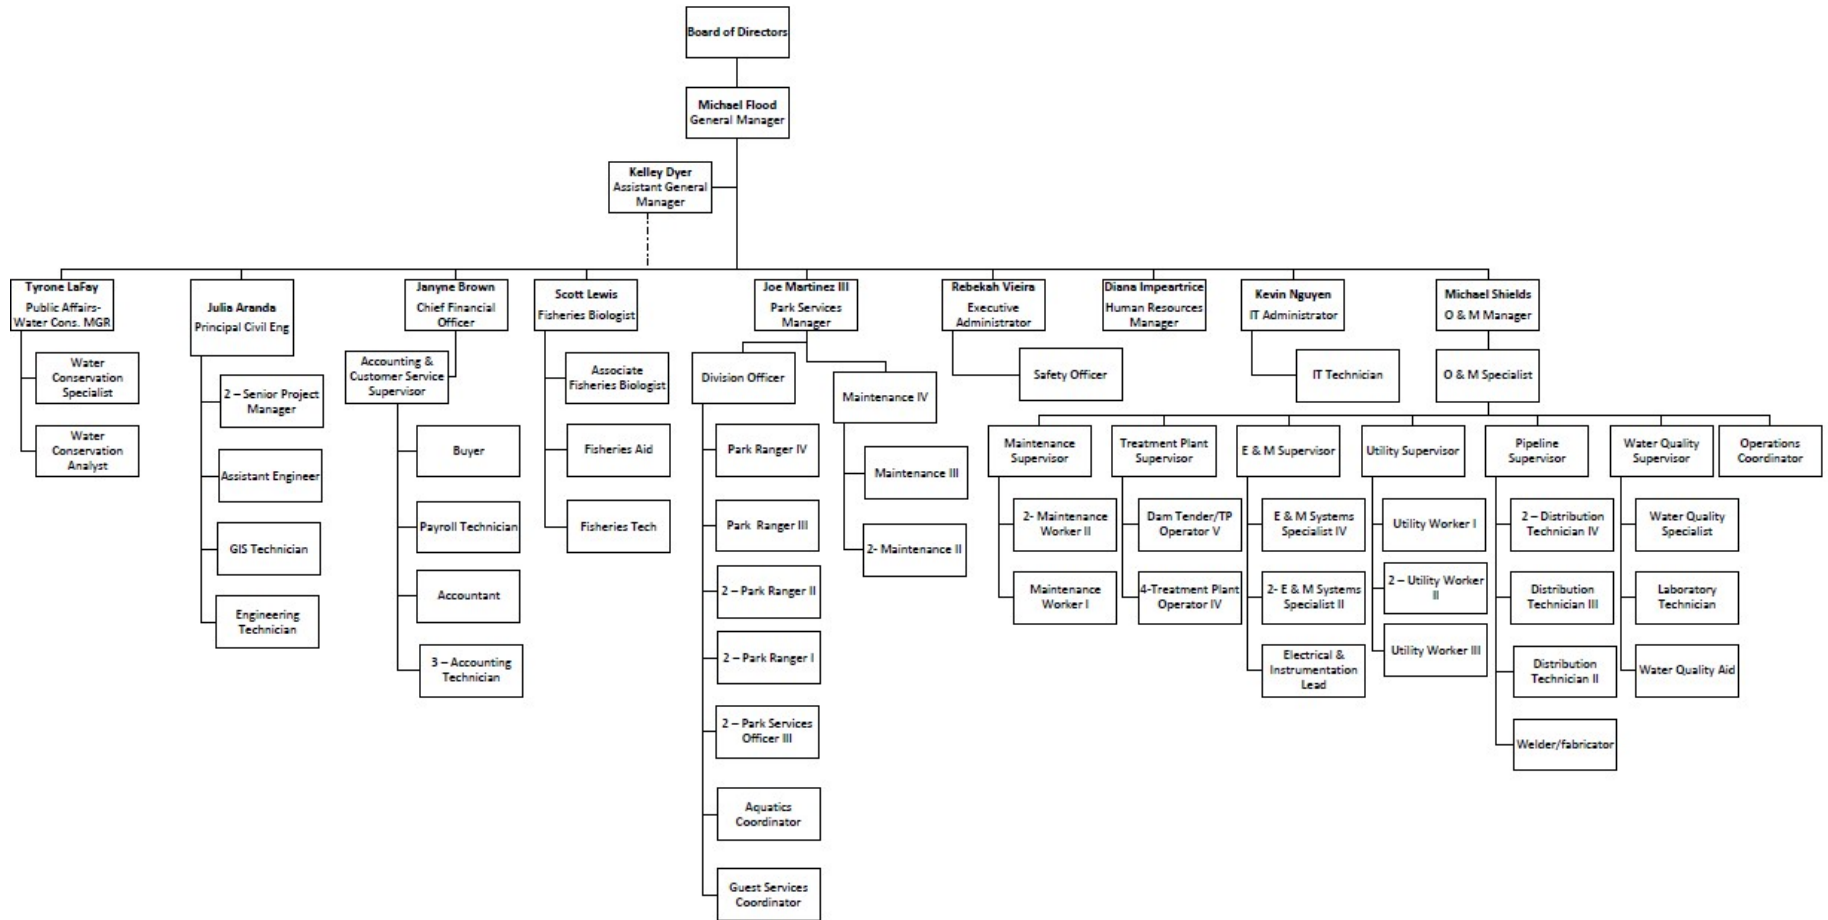 Board of Directors
Michael Flood
General Manager
Kelley Dyer
Assistant General
Manager
Tyrone LaFay
Public Affairs-
Water Cons. MGR
Julia Aranda
Principal Civil Eng
Janyne Brown
Chief Financial
Officer
Scott Lewis
Fisheries Biologist
Joe Martinez III
Park Services
Manager
Rebekah Vieira
Executive
Administrator
Diana Impeartrice
Human Resources
Manager
Kevin Nguyen
IT Administrator
Michael Shields
O & M Manager
Water
Conservation
Specialist
Water
Conservation
Analyst
2 – Senior Project
Manager
Assistant Engineer
GIS Technician
Engineering
Technician
Accounting &
Customer Service
Supervisor
Buyer
Payroll Technician
Accountant
3 – Accounting
Technician
Associate
Fisheries Biologist
Fisheries Aid
Fisheries Tech
Division Officer
Park Ranger IV
Park Ranger III
2 – Park Ranger II
2 – Park Ranger I
2 – Park Services
Officer III
Aquatics
Coordinator
Guest Services
Coordinator
Maintenance IV
Maintenance III
2- Maintenance II
Safety Officer
IT Technician
O & M Specialist
Maintenance
Supervisor
2- Maintenance
Worker II
Maintenance
Worker I
Treatment Plant
Supervisor
Dam Tender/TP
Operator V
4-Treatment Plant
Operator IV
E & M Supervisor
E & M Systems
Specialist IV
2- E & M Systems
Specialist II
Electrical &
Instrumentation
Lead
Utility Supervisor
Utility Worker I
2 – Utility Worker
II
Utility Worker III
Pipeline
Supervisor
2 – Distribution
Technician IV
Distribution
Technician III
Distribution
Technician II
Welder/fabricator
Water Quality
Supervisor
Water Quality
Specialist
Laboratory
Technician
Water Quality Aid
Operations
Coordinator